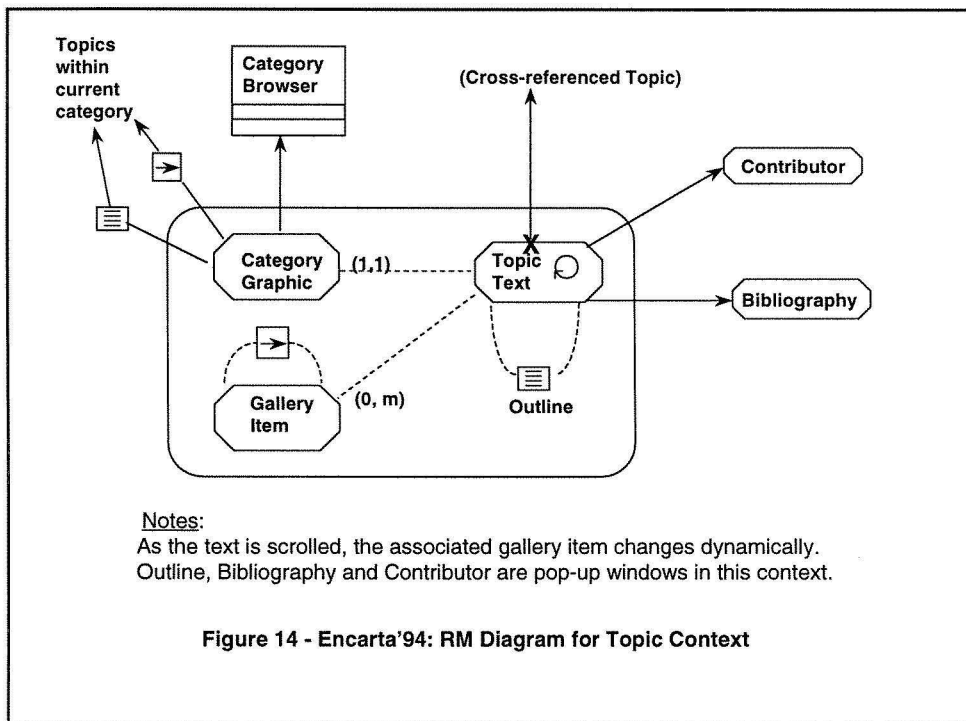 Topics
within
current
category
Category
Browser
(Cross-referenced Topic)
Contributor
Category
Graphic
(1,1)
X
Topic
Text
Bibliography
Gallery
Item
(0, m)
Outline
Notes:
As the text is scrolled, the associated gallery item changes dynamically.
Outline, Bibliography and Contributor are pop-up windows in this context.
Figure 14 - Encarta'94: RM Diagram for Topic Context